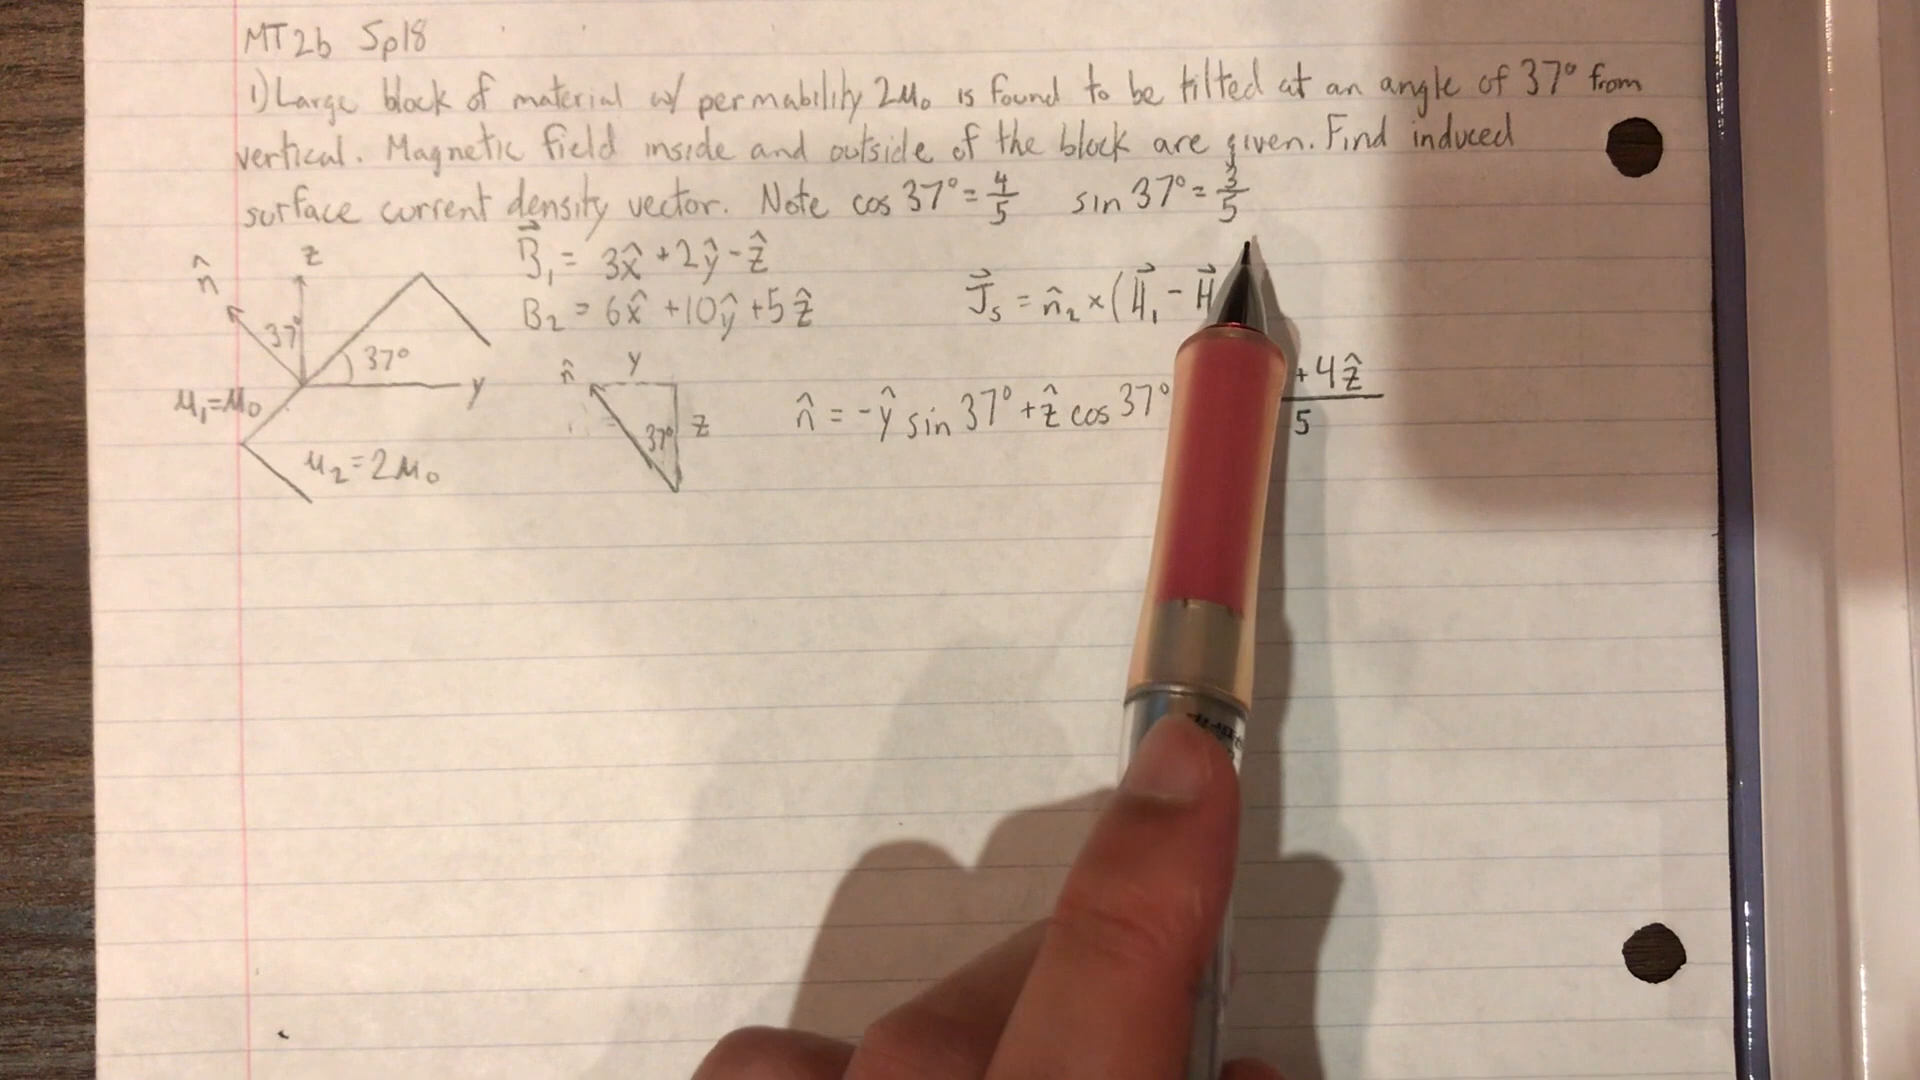 MT2b Sp18
1) Large block of material w/ permability 2μ₀ is found to be tilted at an angle of 37° from
vertical. Magnetic field inside and outside of the block are given. Find induced
surface current density vector. Note cos 37° = 4/5 sin 37° = 3/5
B⃗₁ = 3x̂ + 2ŷ - ẑ
B₂ = 6x̂ + 10ŷ + 5ẑ
J⃗s = n̂₂ × (H⃗₁ - H⃗
n̂ z
37°
37°
y
μ₁=μ₀
μ₂ = 2μ₀
n̂ y
37° z
n̂ = -ŷ sin 37° + ẑ cos 37° +4ẑ
5